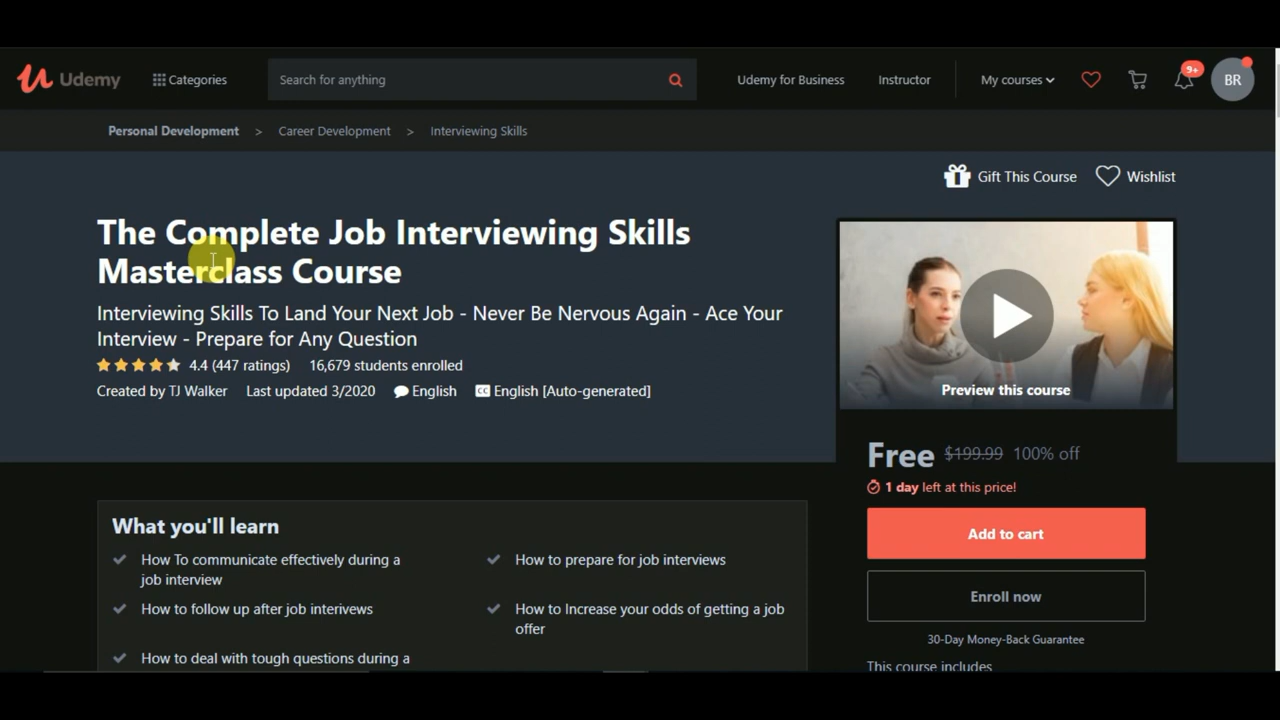 Udemy
Categories
Search for anything
Udemy for Business
Instructor
My courses
9+
BR
Personal Development > Career Development > Interviewing Skills
Gift This Course
Wishlist
The Complete Job Interviewing Skills
Masterclass Course
Interviewing Skills To Land Your Next Job - Never Be Nervous Again - Ace Your
Interview - Prepare for Any Question
4.4 (447 ratings) 16,679 students enrolled
Created by TJ Walker Last updated 3/2020 English CC English [Auto-generated]
Preview this course
Free $199.99 100% off
1 day left at this price!
Add to cart
Enroll now
30-Day Money-Back Guarantee
This course includes
What you'll learn
How To communicate effectively during a
job interview
How to prepare for job interviews
How to follow up after job interivews
How to Increase your odds of getting a job
offer
How to deal with tough questions during a